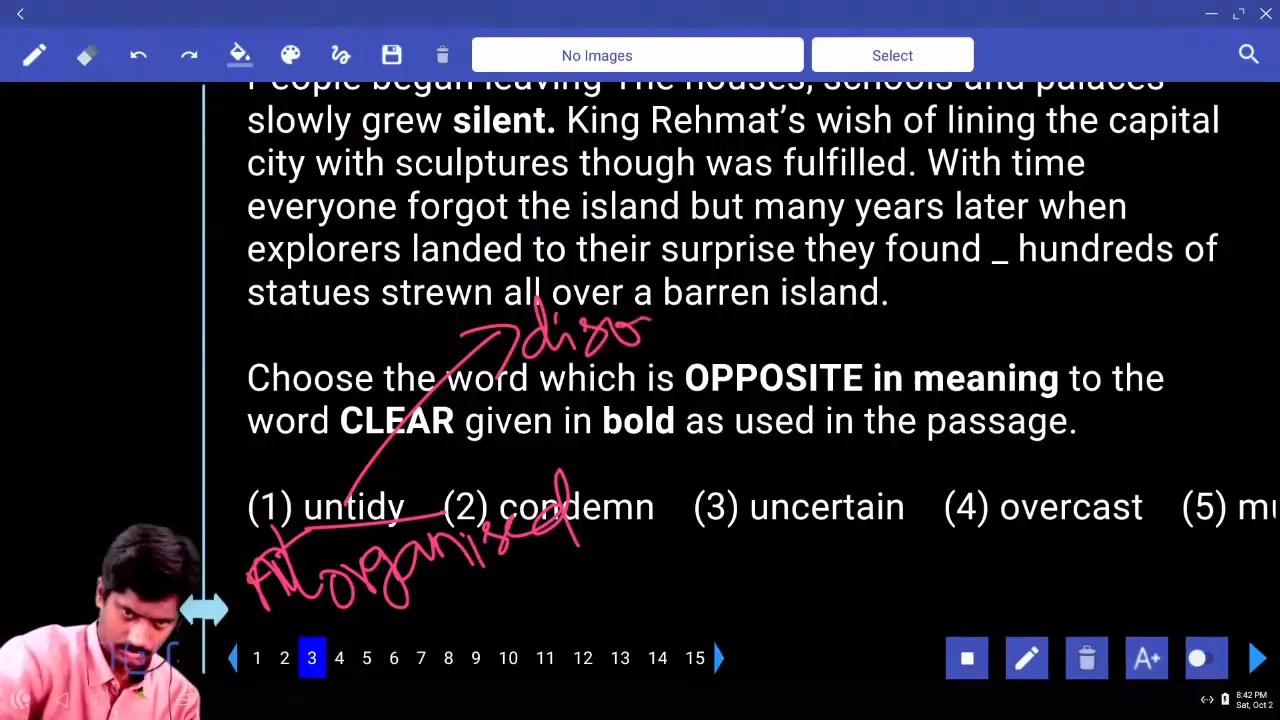 No Images
Select
People began leaving The houses, schools and palaces
slowly grew silent. King Rehmat's wish of lining the capital
city with sculptures though was fulfilled. With time
everyone forgot the island but many years later when
explorers landed to their surprise they found _ hundreds of
statues strewn all over a barren island.
diso
Choose the word which is OPPOSITE in meaning to the
word CLEAR given in bold as used in the passage.
(1) untidy (2) condemn (3) uncertain (4) overcast (5) mu
organised
1 2 3 4 5 6 7 8 9 10 11 12 13 14 15
A+
8:42 PM
Sat, Oct 2